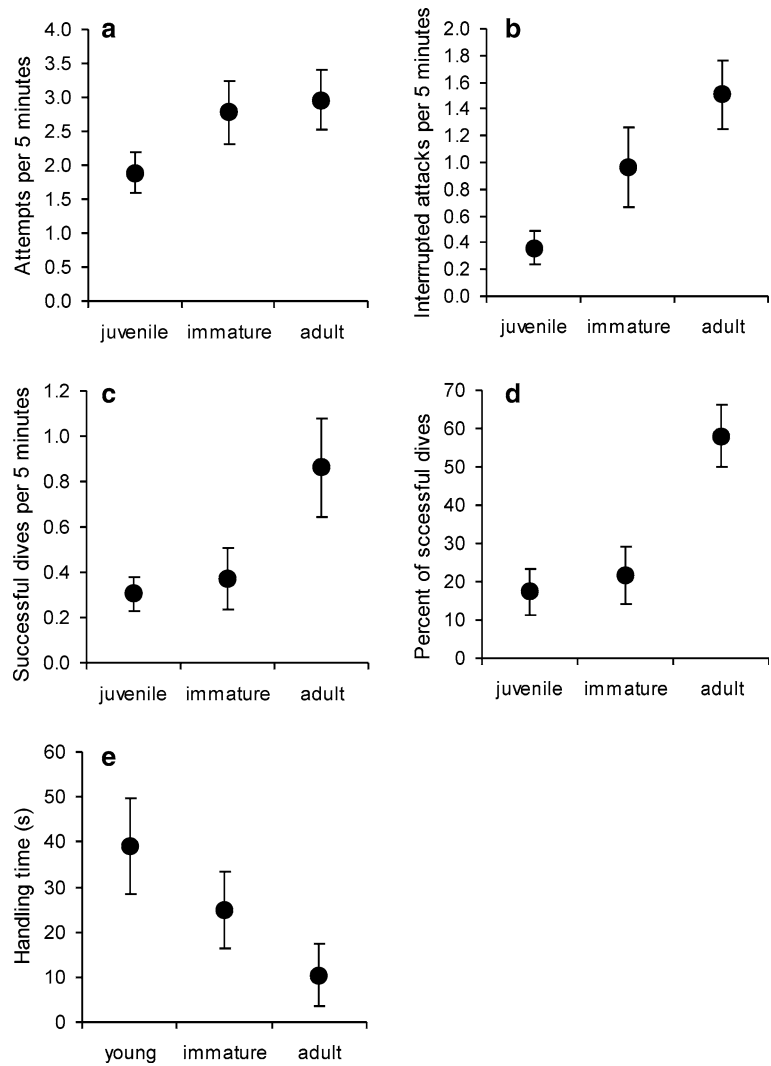 a
Attempts per 5 minutes
4.0
3.5
3.0
2.5
2.0
1.5
1.0
0.5
0.0
juvenile immature adult
b
Interrrupted attacks per 5 minutes
2.0
1.8
1.6
1.4
1.2
1.0
0.8
0.6
0.4
0.2
0.0
juvenile immature adult
c
Successful dives per 5 minutes
1.2
1.0
0.8
0.6
0.4
0.2
0.0
juvenile immature adult
d
Percent of sccessful dives
70
60
50
40
30
20
10
0
juvenile immature adult
e
Handling time (s)
60
50
40
30
20
10
0
young immature adult